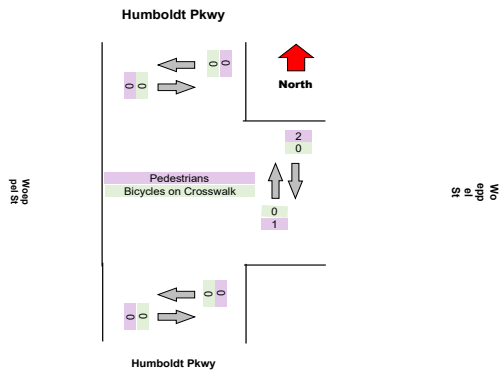 Humboldt Pkwy
0 0
0 0
North
2
0
Pedestrians
Bicycles on Crosswalk
0
1
Woep
pel St
Wo
epp
el
St
0 0
0 0
Humboldt Pkwy